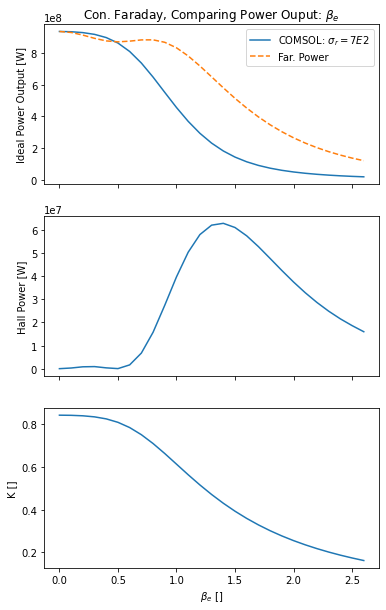 Con. Faraday, Comparing Power Ouput: βₑ
1e8
Ideal Power Output [W]
8
6
4
2
0
COMSOL: σᵣ = 7E2
Far. Power
1e7
Hall Power [W]
6
5
4
3
2
1
0
K []
0.8
0.6
0.4
0.2
0.0 0.5 1.0 1.5 2.0 2.5
βₑ []